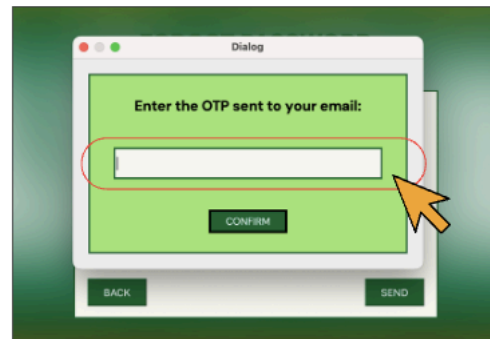 Dialog
Enter the OTP sent to your email:
CONFIRM
BACK
SEND